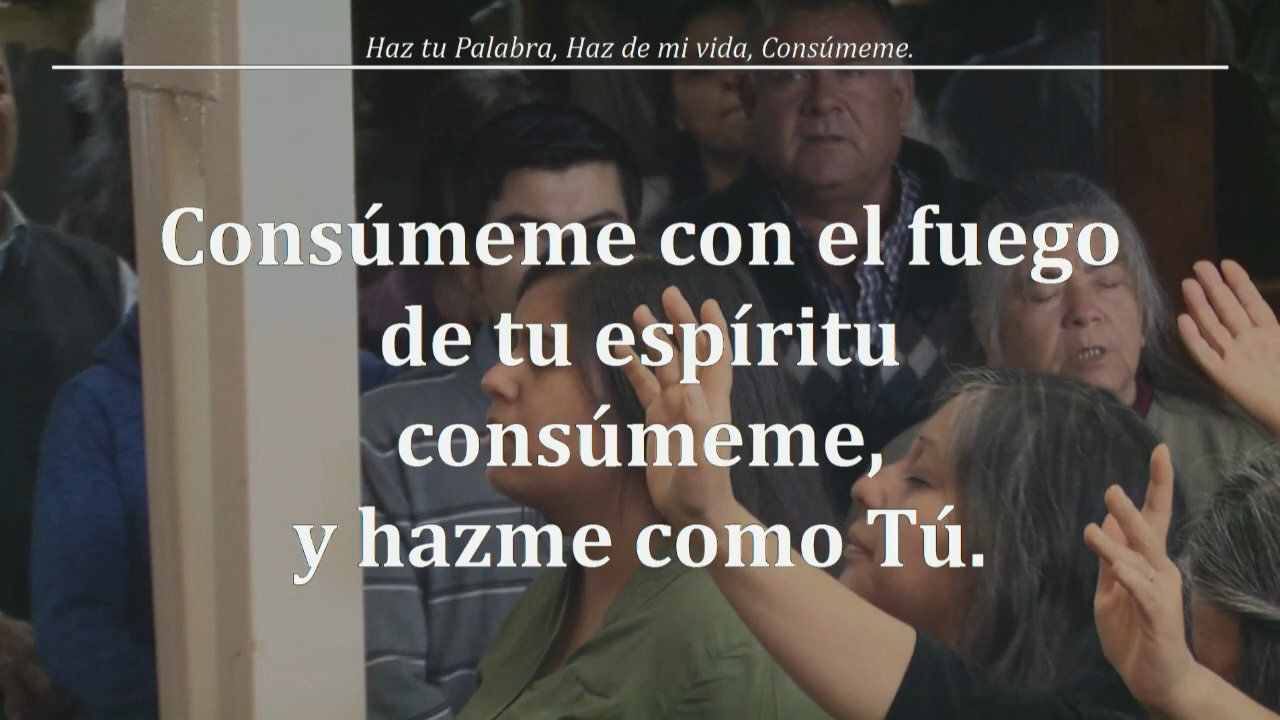 Haz tu Palabra, Haz de mi vida, Consúmeme.
Consúmeme con el fuego
de tu espíritu
consúmeme,
y hazme como Tú.